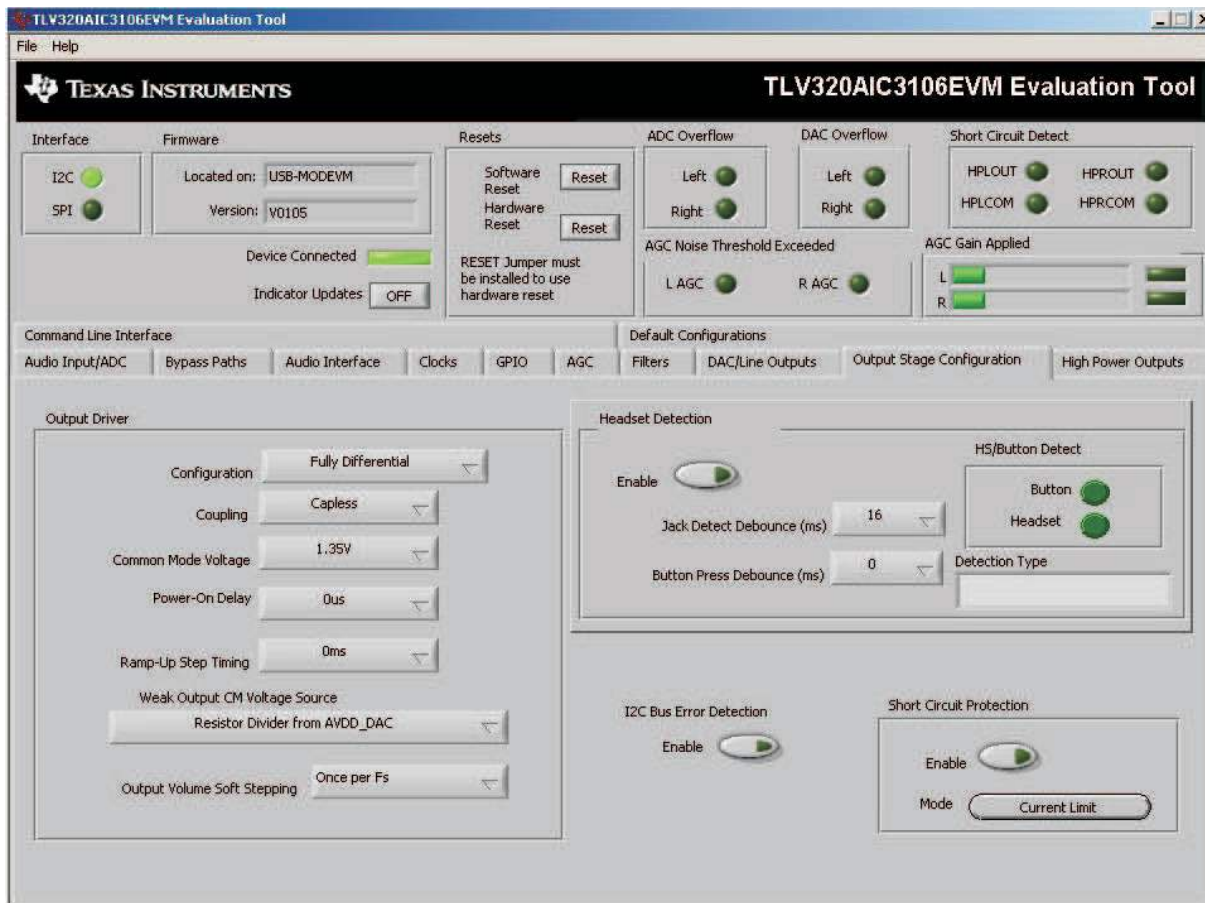 TLV320AIC3106EVM Evaluation Tool
File Help
TEXAS INSTRUMENTS
TLV320AIC3106EVM Evaluation Tool
Interface
I2C
SPI
Firmware
Located on: USB-MODEVM
Version: V0105
Device Connected
Indicator Updates OFF
Resets
Software Reset Reset
Hardware Reset Reset
RESET Jumper must
be installed to use
hardware reset
ADC Overflow
Left
Right
DAC Overflow
Left
Right
Short Circuit Detect
HPLOUT HPROUT
HPLCOM HPRCOM
AGC Noise Threshold Exceeded
L AGC R AGC
AGC Gain Applied
L
R
Command Line Interface Default Configurations
Audio Input/ADC Bypass Paths Audio Interface Clocks GPIO AGC Filters DAC/Line Outputs Output Stage Configuration High Power Outputs
Output Driver
Configuration Fully Differential
Coupling Capless
Common Mode Voltage 1.35V
Power-On Delay 0us
Ramp-Up Step Timing 0ms
Weak Output CM Voltage Source
Resistor Divider from AVDD_DAC
Output Volume Soft Stepping Once per Fs
Headset Detection
Enable
Jack Detect Debounce (ms) 16
Button Press Debounce (ms) 0
HS/Button Detect
Button
Headset
Detection Type
I2C Bus Error Detection
Enable
Short Circuit Protection
Enable
Mode Current Limit